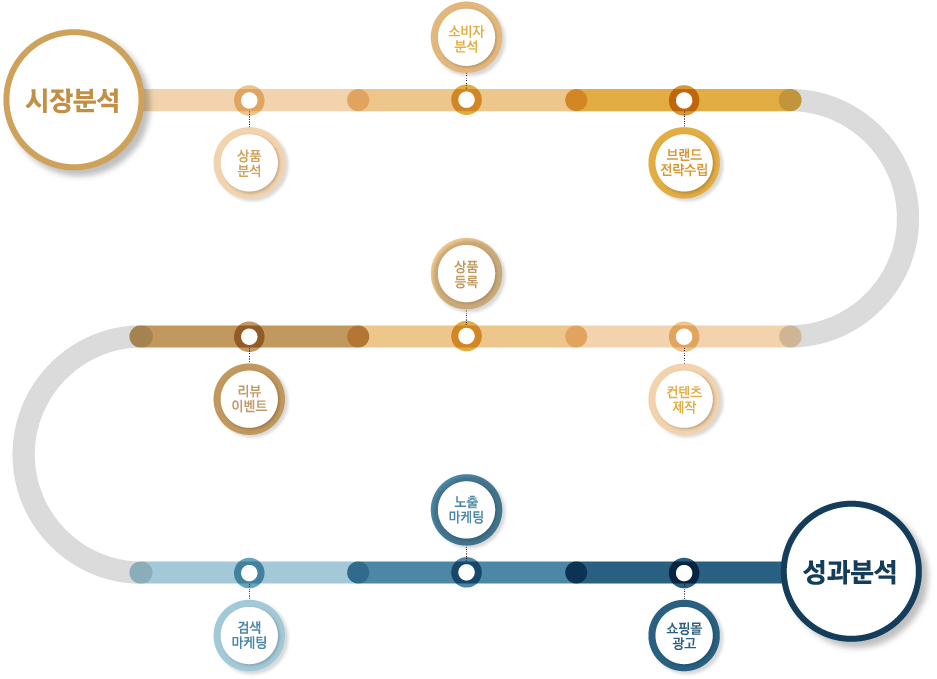 시장분석
상품
분석
소비자
분석
브랜드
전략수립
컨텐츠
제작
상품
등록
리뷰
이벤트
검색
마케팅
노출
마케팅
쇼핑몰
광고
성과분석